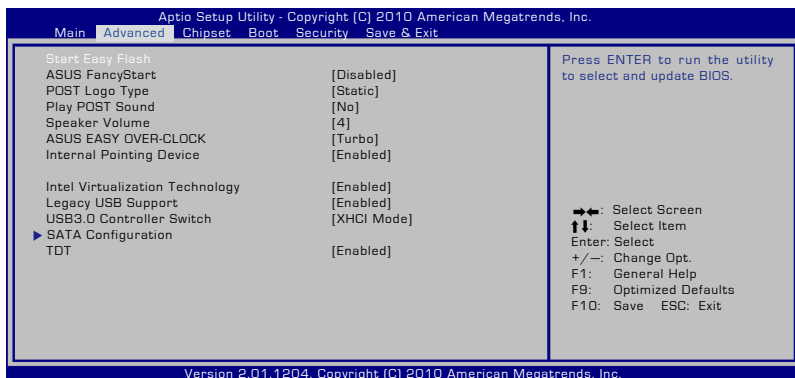 Aptio Setup Utility - Copyright (C) 2010 American Megatrends, Inc.
Main Advanced Chipset Boot Security Save & Exit
Start Easy Flash
ASUS FancyStart [Disabled]
POST Logo Type [Static]
Play POST Sound [No]
Speaker Volume [4]
ASUS EASY OVER-CLOCK [Turbo]
Internal Pointing Device [Enabled]
Intel Virtualization Technology [Enabled]
Legacy USB Support [Enabled]
USB3.0 Controller Switch [XHCI Mode]
SATA Configuration
TDT [Enabled]
Press ENTER to run the utility
to select and update BIOS.
→←: Select Screen
↑↓: Select Item
Enter: Select
+/—: Change Opt.
F1: General Help
F9: Optimized Defaults
F10: Save ESC: Exit
Version 2.01.1204. Copyright (C) 2010 American Megatrends, Inc.